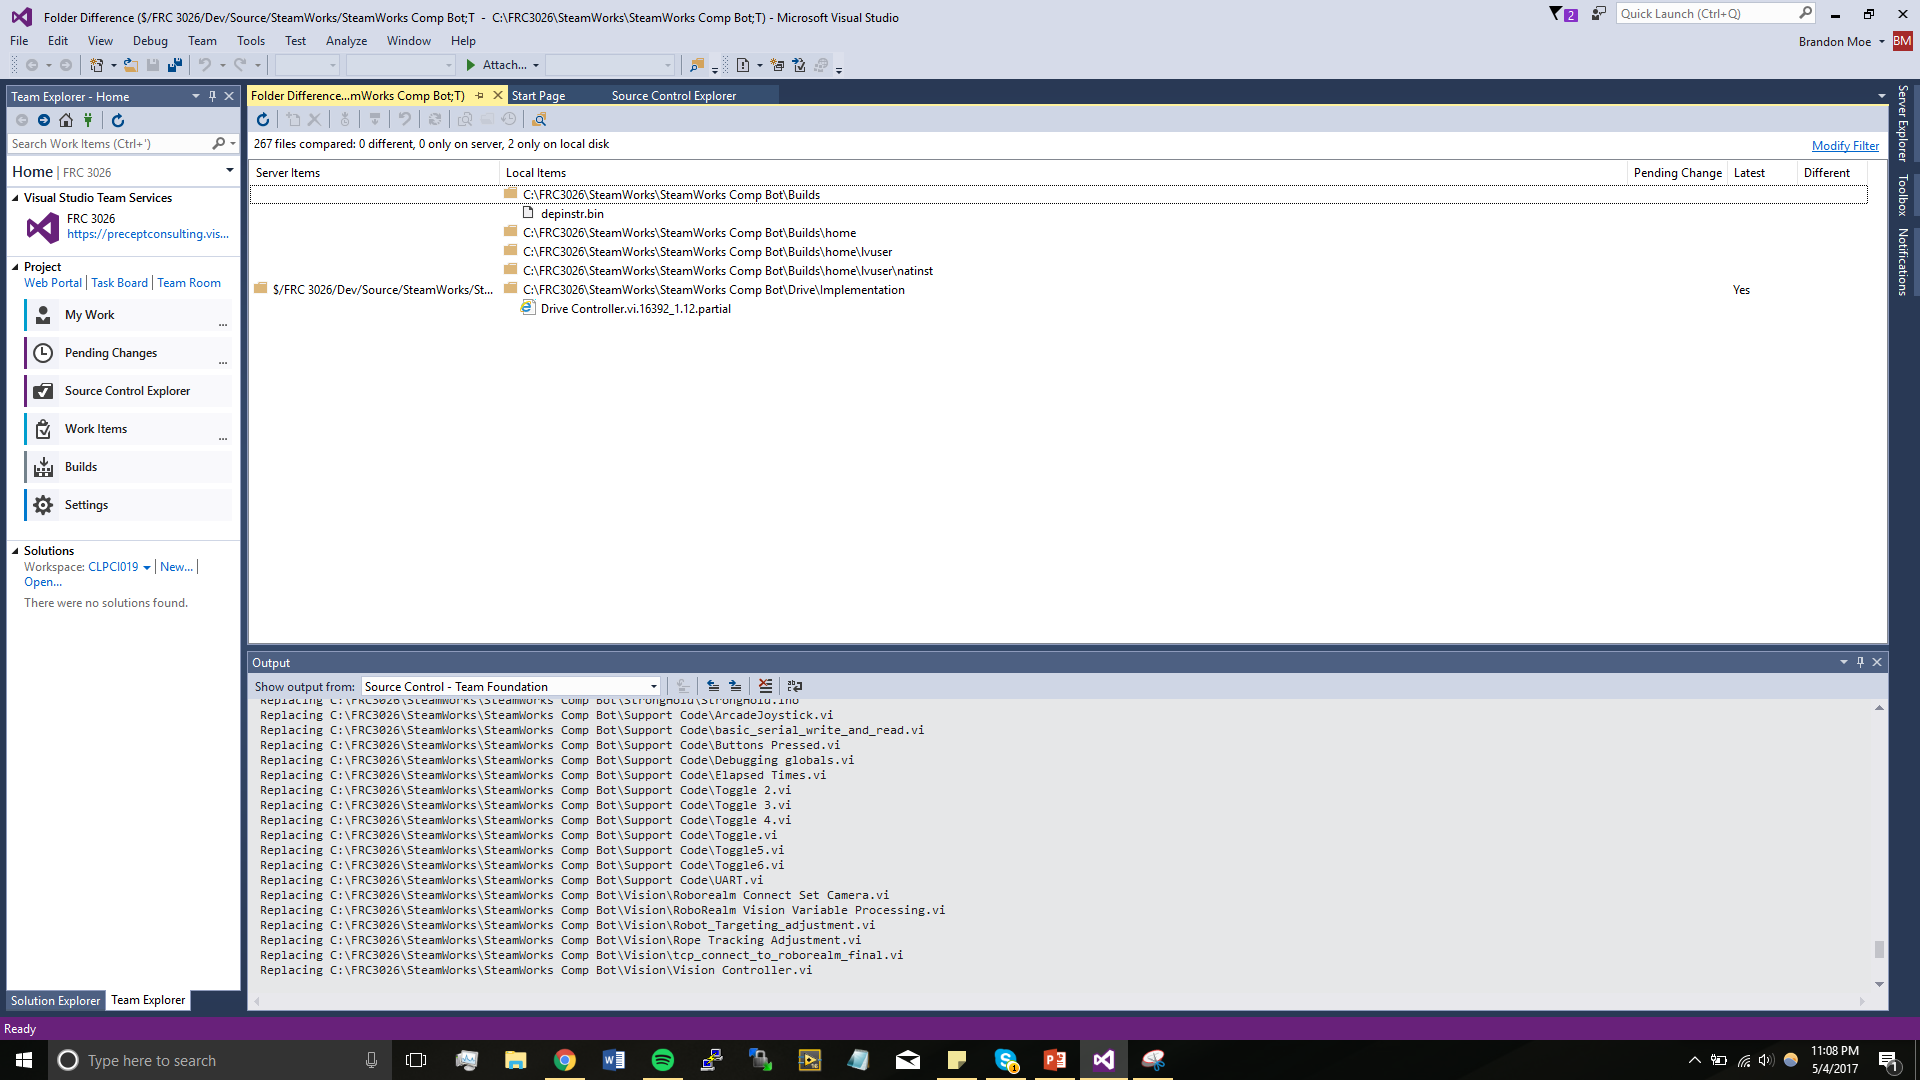 Folder Difference ($/FRC 3026/Dev/Source/SteamWorks/SteamWorks Comp Bot;T - C:\FRC3026\SteamWorks\SteamWorks Comp Bot;T) - Microsoft Visual Studio
2
Quick Launch (Ctrl+Q)
File Edit View Debug Team Tools Test Analyze Window Help
Brandon Moe BM
Attach...
Team Explorer - Home
Search Work Items (Ctrl+')
Home | FRC 3026
Visual Studio Team Services
FRC 3026
https://preceptconsulting.vis...
Project
Web Portal | Task Board | Team Room
My Work
...
Pending Changes
...
Source Control Explorer
Work Items
...
Builds
Settings
Solutions
Workspace: CLPCI019 | New... |
Open...
There were no solutions found.
Solution Explorer Team Explorer
Folder Difference...mWorks Comp Bot;T) Start Page Source Control Explorer
267 files compared: 0 different, 0 only on server, 2 only on local disk
Modify Filter
Server Items Local Items Pending Change Latest Different
C:\FRC3026\SteamWorks\SteamWorks Comp Bot\Builds
depinstr.bin
C:\FRC3026\SteamWorks\SteamWorks Comp Bot\Builds\home
C:\FRC3026\SteamWorks\SteamWorks Comp Bot\Builds\home\lvuser
C:\FRC3026\SteamWorks\SteamWorks Comp Bot\Builds\home\lvuser\natinst
$/FRC 3026/Dev/Source/SteamWorks/St... C:\FRC3026\SteamWorks\SteamWorks Comp Bot\Drive\Implementation Yes
Drive Controller.vi.16392_1.12.partial
Server Explorer
Toolbox
Notifications
Output
Show output from: Source Control - Team Foundation
Replacing C:\FRC3026\SteamWorks\SteamWorks Comp Bot\StrongHold\StrongHold.ino
Replacing C:\FRC3026\SteamWorks\SteamWorks Comp Bot\Support Code\ArcadeJoystick.vi
Replacing C:\FRC3026\SteamWorks\SteamWorks Comp Bot\Support Code\basic_serial_write_and_read.vi
Replacing C:\FRC3026\SteamWorks\SteamWorks Comp Bot\Support Code\Buttons Pressed.vi
Replacing C:\FRC3026\SteamWorks\SteamWorks Comp Bot\Support Code\Debugging globals.vi
Replacing C:\FRC3026\SteamWorks\SteamWorks Comp Bot\Support Code\Elapsed Times.vi
Replacing C:\FRC3026\SteamWorks\SteamWorks Comp Bot\Support Code\Toggle 2.vi
Replacing C:\FRC3026\SteamWorks\SteamWorks Comp Bot\Support Code\Toggle 3.vi
Replacing C:\FRC3026\SteamWorks\SteamWorks Comp Bot\Support Code\Toggle 4.vi
Replacing C:\FRC3026\SteamWorks\SteamWorks Comp Bot\Support Code\Toggle.vi
Replacing C:\FRC3026\SteamWorks\SteamWorks Comp Bot\Support Code\Toggle5.vi
Replacing C:\FRC3026\SteamWorks\SteamWorks Comp Bot\Support Code\Toggle6.vi
Replacing C:\FRC3026\SteamWorks\SteamWorks Comp Bot\Support Code\UART.vi
Replacing C:\FRC3026\SteamWorks\SteamWorks Comp Bot\Vision\Roborealm Connect Set Camera.vi
Replacing C:\FRC3026\SteamWorks\SteamWorks Comp Bot\Vision\RoboRealm Vision Variable Processing.vi
Replacing C:\FRC3026\SteamWorks\SteamWorks Comp Bot\Vision\Robot_Targeting_adjustment.vi
Replacing C:\FRC3026\SteamWorks\SteamWorks Comp Bot\Vision\Rope Tracking Adjustment.vi
Replacing C:\FRC3026\SteamWorks\SteamWorks Comp Bot\Vision\tcp_connect_to_roborealm_final.vi
Replacing C:\FRC3026\SteamWorks\SteamWorks Comp Bot\Vision\Vision Controller.vi
Ready
Type here to search
11:08 PM
5/4/2017